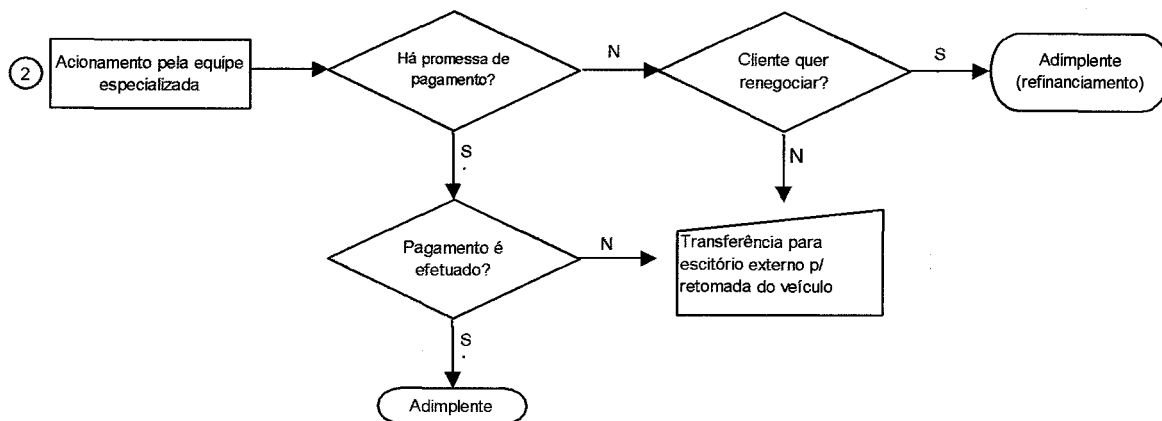 2
Acionamento pela equipe
especializada
Há promessa de
pagamento?
N
Cliente quer
renegociar?
S
Adimplente
(refinanciamento)
S
N
Pagamento é
efetuado?
N
Transferência para
escitório externo p/
retomada do veículo
S
Adimplente